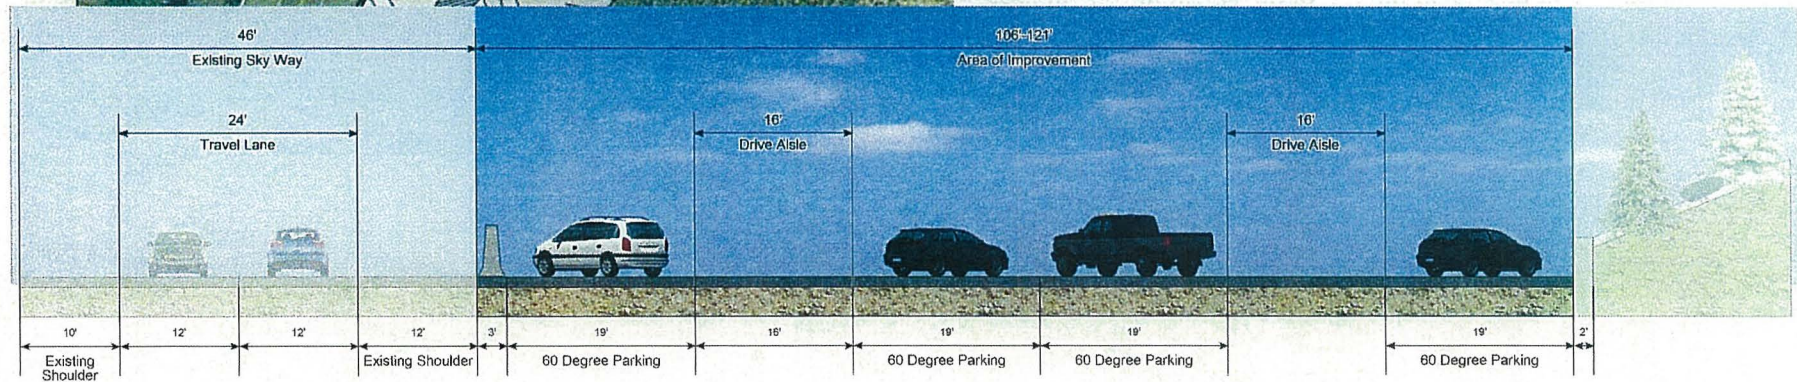 46'
Existing Sky Way
106'-121'
Area of Improvement
24'
Travel Lane
16'
Drive Aisle
16'
Drive Aisle
10'
12'
12'
12'
3'
19'
16'
19'
19'
19'
2'
Existing
Shoulder
Existing Shoulder
60 Degree Parking
60 Degree Parking
60 Degree Parking
60 Degree Parking